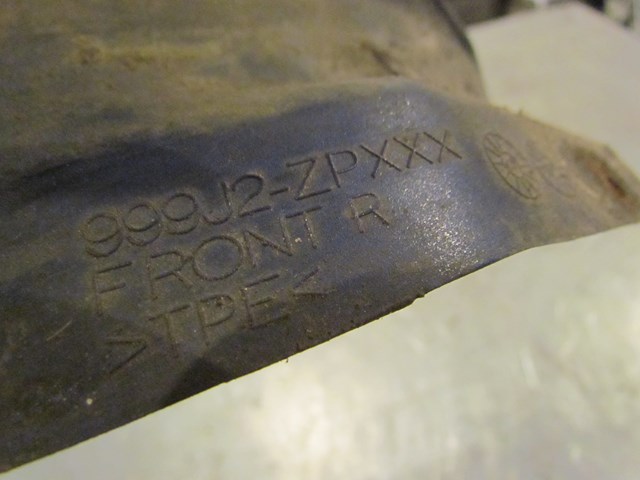 999J2-ZPXXX
FRONT R
>TPE<